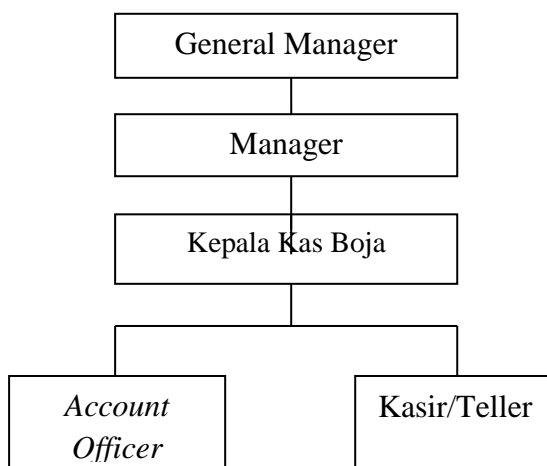 General Manager
Manager
Kepala Kas Boja
Account
Officer
Kasir/Teller